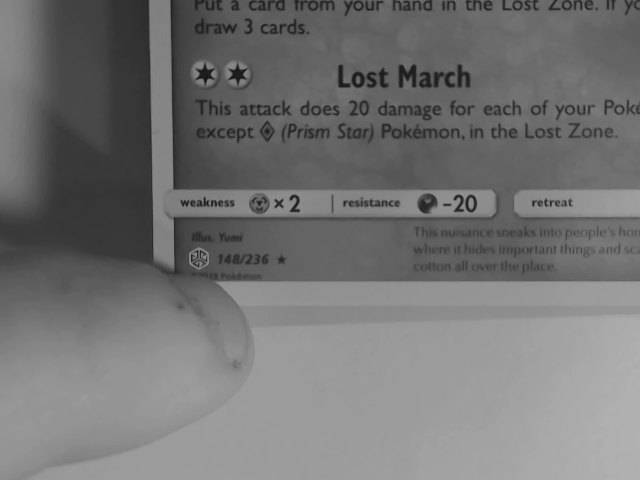 Put a card from your hand in the Lost Zone. If yo
draw 3 cards.
Lost March
This attack does 20 damage for each of your Poké
except (Prism Star) Pokémon, in the Lost Zone.
weakness ×2 resistance -20 retreat
Illus. Yumi
148/236 ★
©2018 Pokémon
This nuisance sneaks into people's hom
where it hides important things and sca
cotton all over the place.